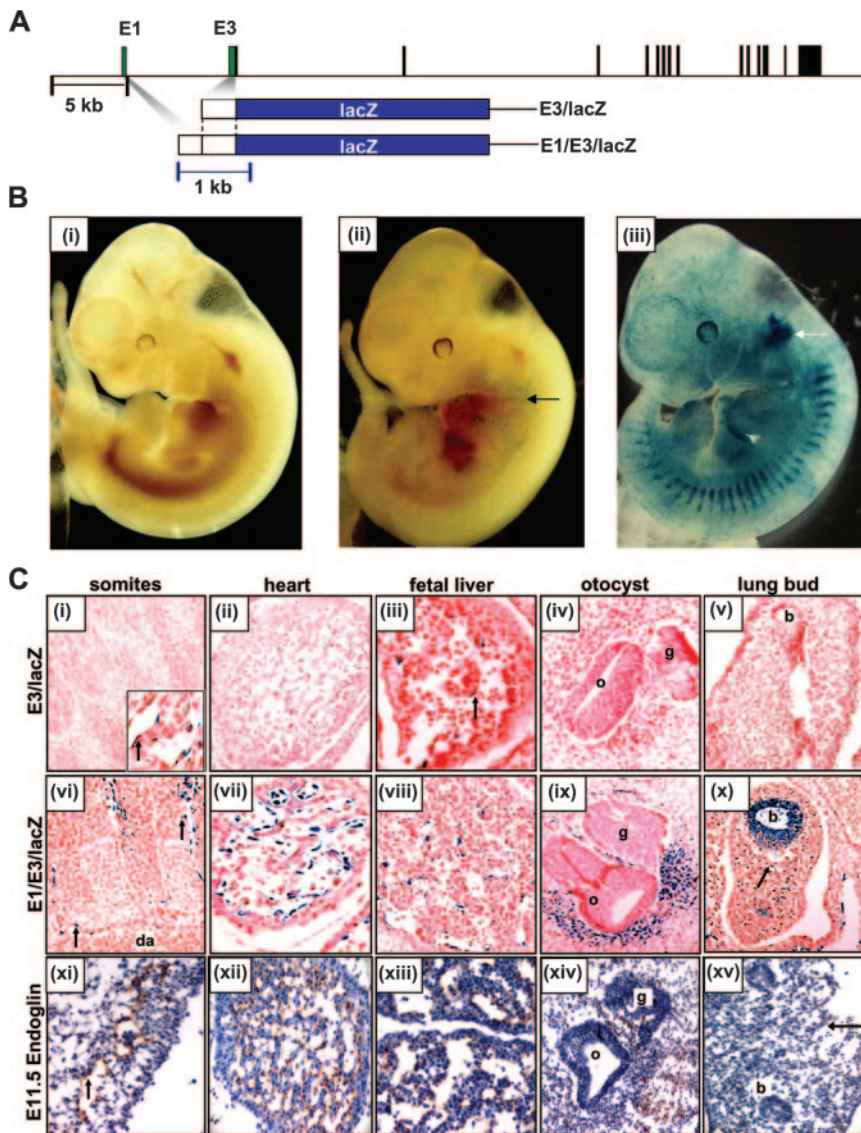 A
E1 E3
5 kb
lacZ E3/lacZ
lacZ E1/E3/lacZ
1 kb
B
(i) (ii) (iii)
C
somites heart fetal liver otocyst lung bud
E3/lacZ
(i) (ii) (iii) (iv) (v)
o g b
E1/E3/lacZ
(vi) (vii) (viii) (ix) (x)
da g o b
E11.5 Endoglin
(xi) (xii) (xiii) (xiv) (xv)
g o b